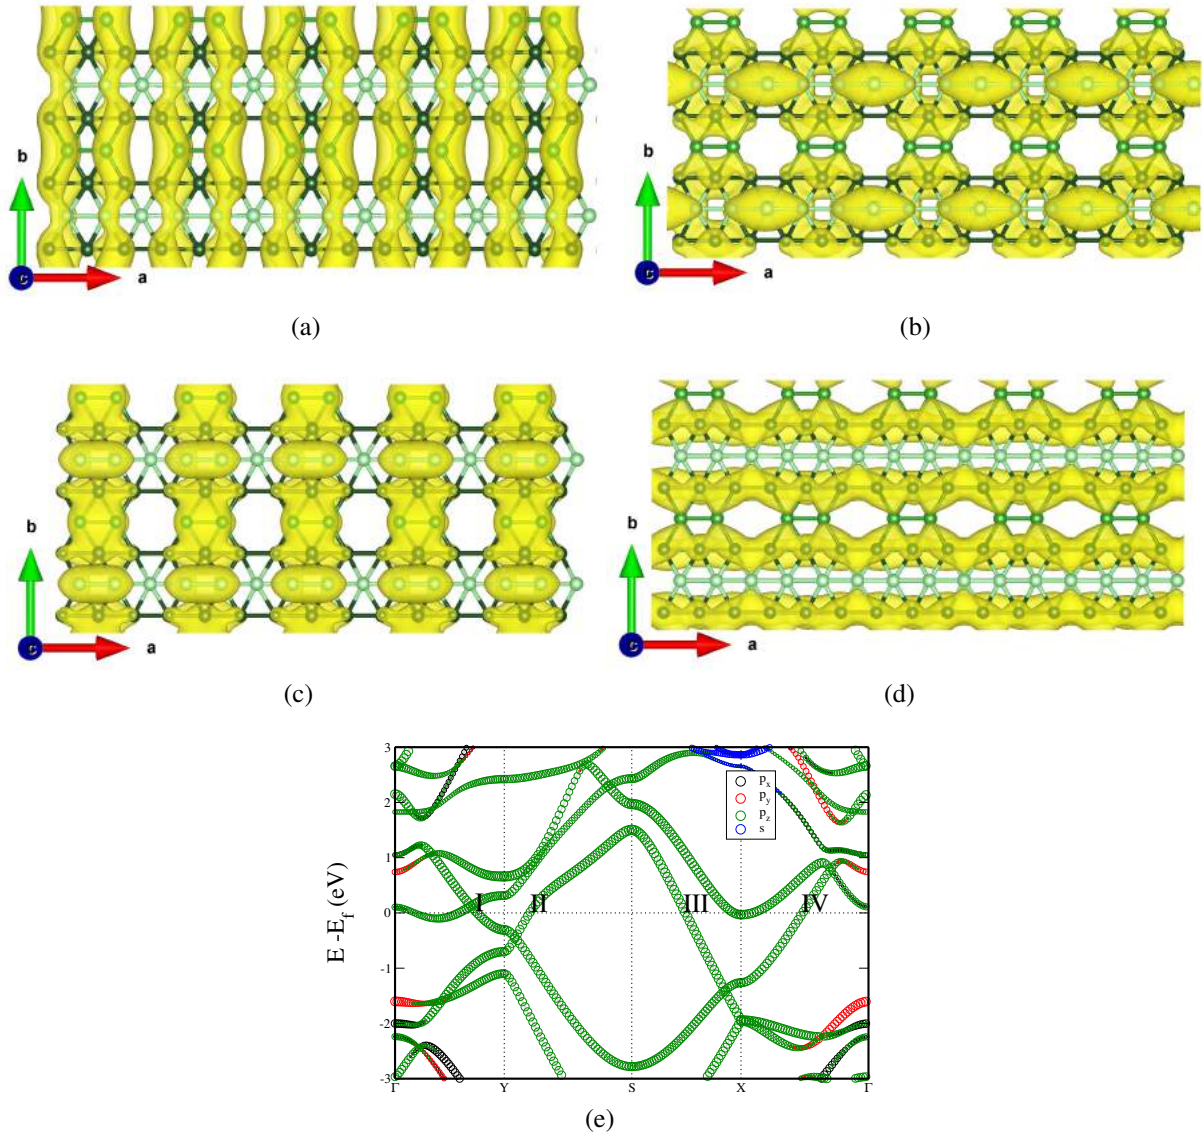 b
c
a
(a)
b
c
a
(b)
b
c
a
(c)
b
c
a
(d)
E -E_f (eV)
3
2
1
0
-1
-2
-3
I
II
III
IV
p_x
p_y
p_z
s
Γ Y S X Γ
(e)